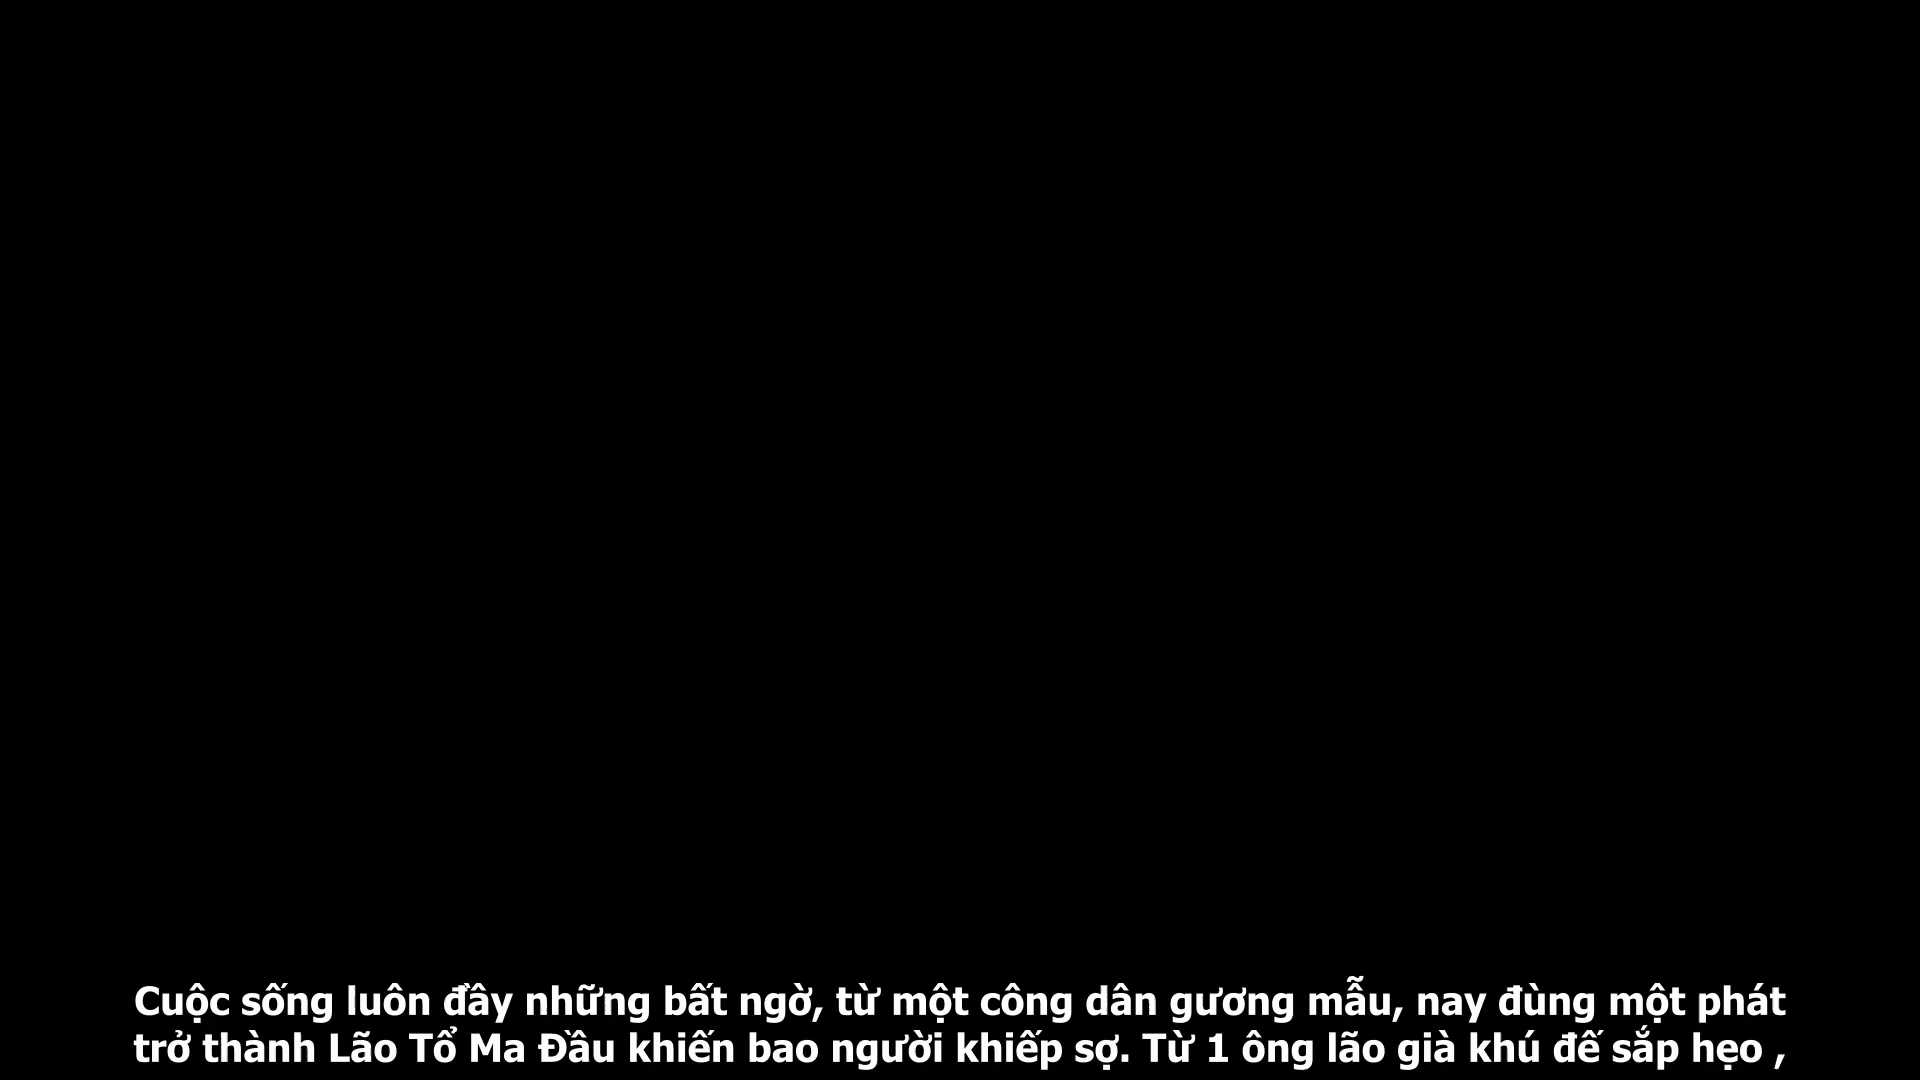 Cuộc sống luôn đầy những bất ngờ, từ một công dân gương mẫu, nay đùng một phát
trở thành Lão Tổ Ma Đầu khiến bao người khiếp sợ. Từ 1 ông lão già khú đế sắp hẹo ,